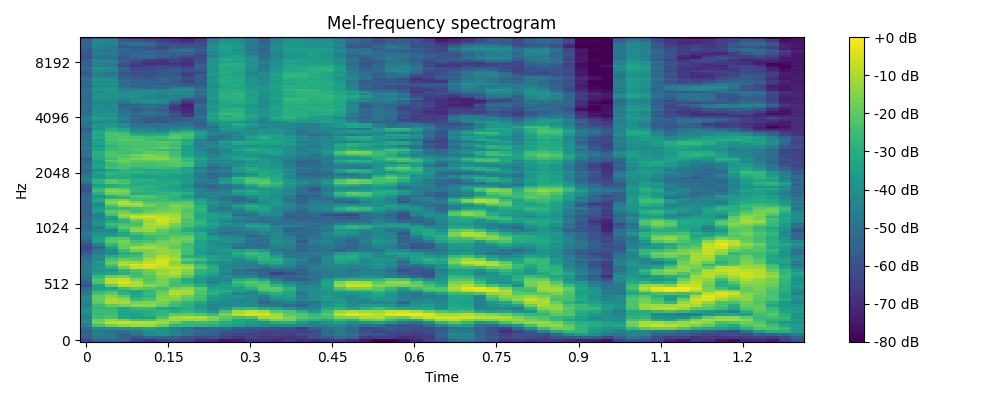 Mel-frequency spectrogram
Hz
8192
4096
2048
1024
512
0
0 0.15 0.3 0.45 0.6 0.75 0.9 1.1 1.2
Time
+0 dB
-10 dB
-20 dB
-30 dB
-40 dB
-50 dB
-60 dB
-70 dB
-80 dB